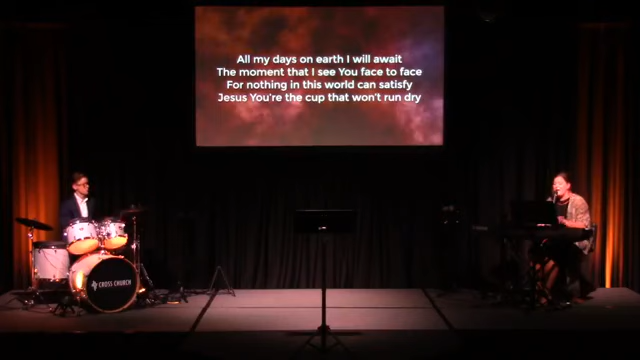 All my days on earth I will await
The moment that I see You face to face
For nothing in this world can satisfy
Jesus You're the cup that won't run dry
CROSS CHURCH